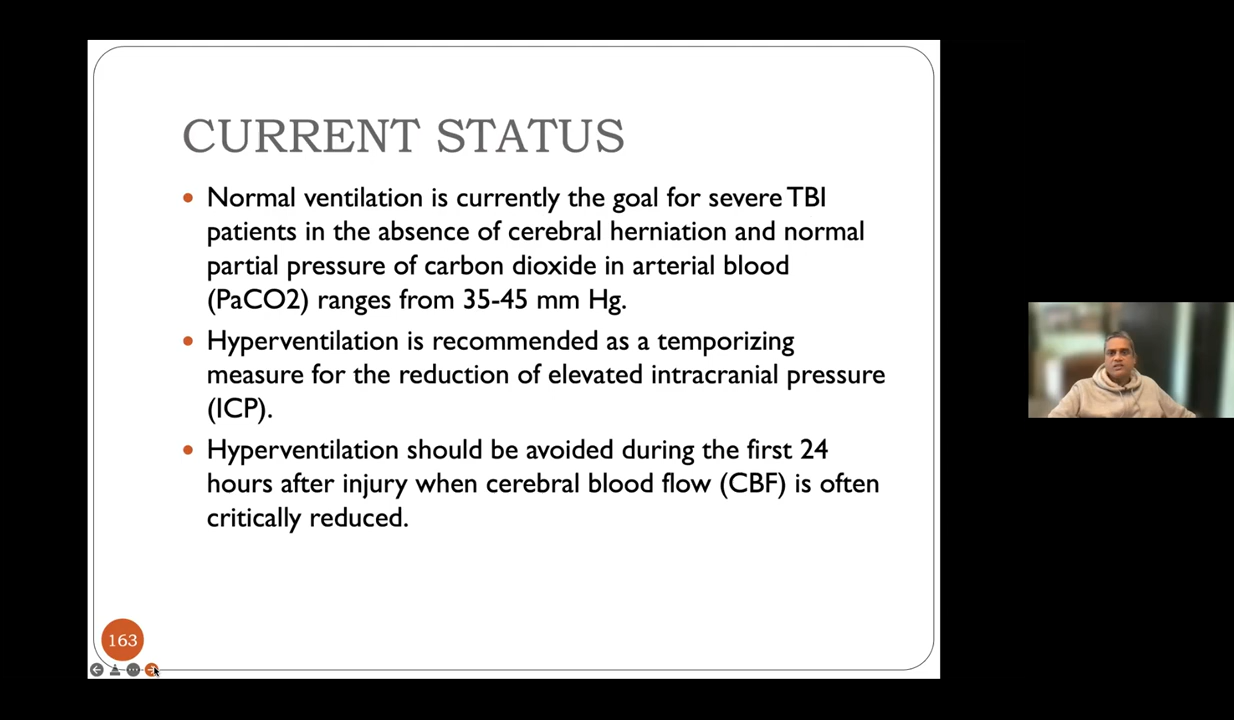 CURRENT STATUS
Normal ventilation is currently the goal for severe TBI
patients in the absence of cerebral herniation and normal
partial pressure of carbon dioxide in arterial blood
(PaCO2) ranges from 35-45 mm Hg.
Hyperventilation is recommended as a temporizing
measure for the reduction of elevated intracranial pressure
(ICP).
Hyperventilation should be avoided during the first 24
hours after injury when cerebral blood flow (CBF) is often
critically reduced.
163